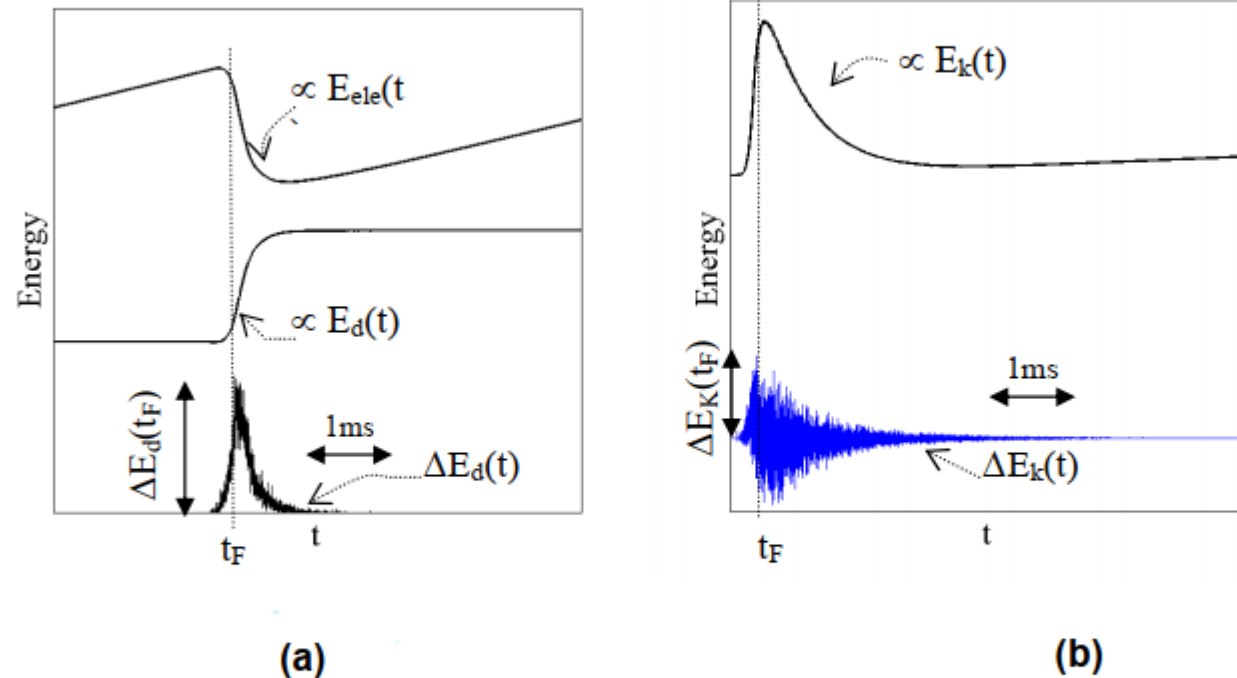 ∝ Eele(t
Energy
∝ Ed(t)
ΔEd(tF)
1ms
ΔEd(t)
tF
t
(a)
∝ Ek(t)
Energy
ΔEK(tF)
1ms
ΔEk(t)
tF
t
(b)